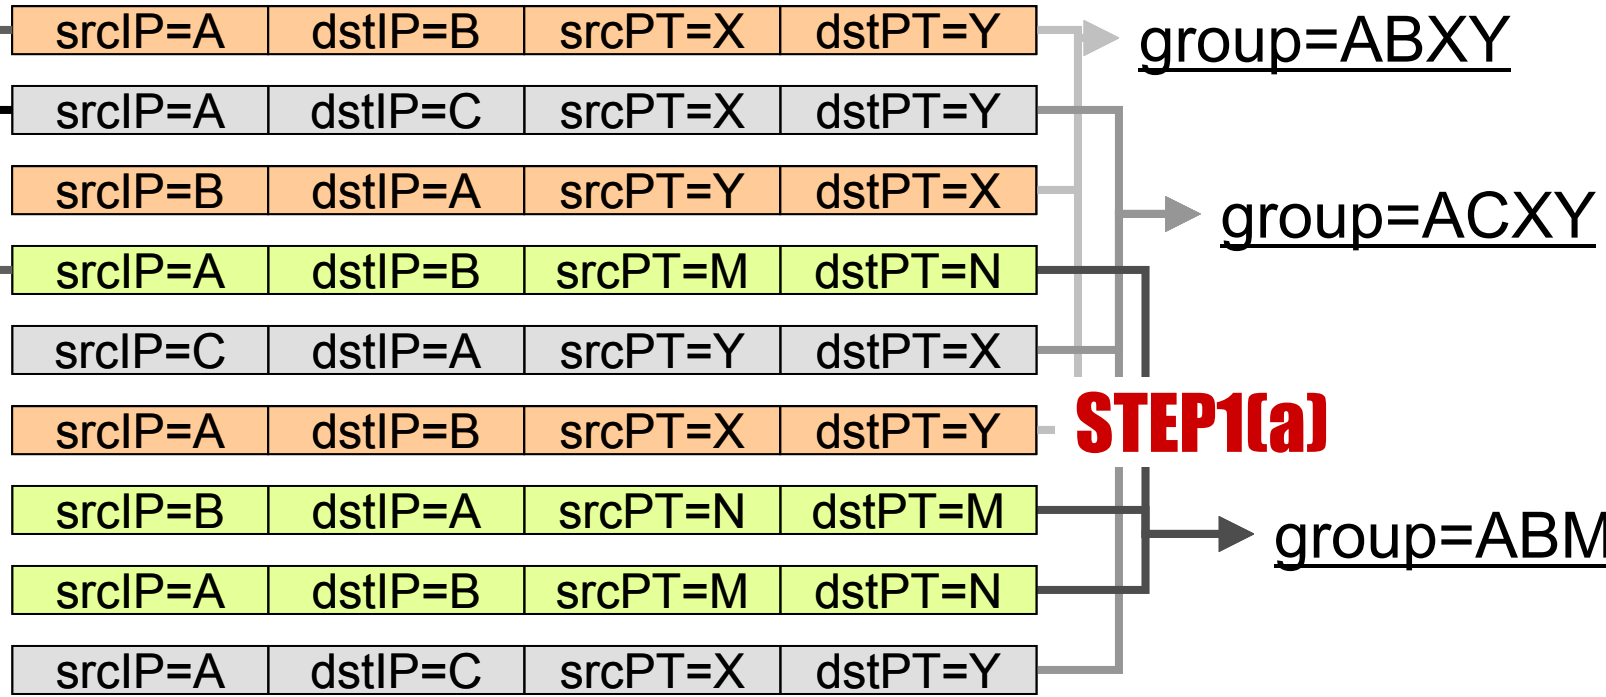 srcIP=A dstIP=B srcPT=X dstPT=Y group=ABXY
srcIP=A dstIP=C srcPT=X dstPT=Y
srcIP=B dstIP=A srcPT=Y dstPT=X group=ACXY
srcIP=A dstIP=B srcPT=M dstPT=N
srcIP=C dstIP=A srcPT=Y dstPT=X
srcIP=A dstIP=B srcPT=X dstPT=Y STEP1(a)
srcIP=B dstIP=A srcPT=N dstPT=M group=ABM
srcIP=A dstIP=B srcPT=M dstPT=N
srcIP=A dstIP=C srcPT=X dstPT=Y